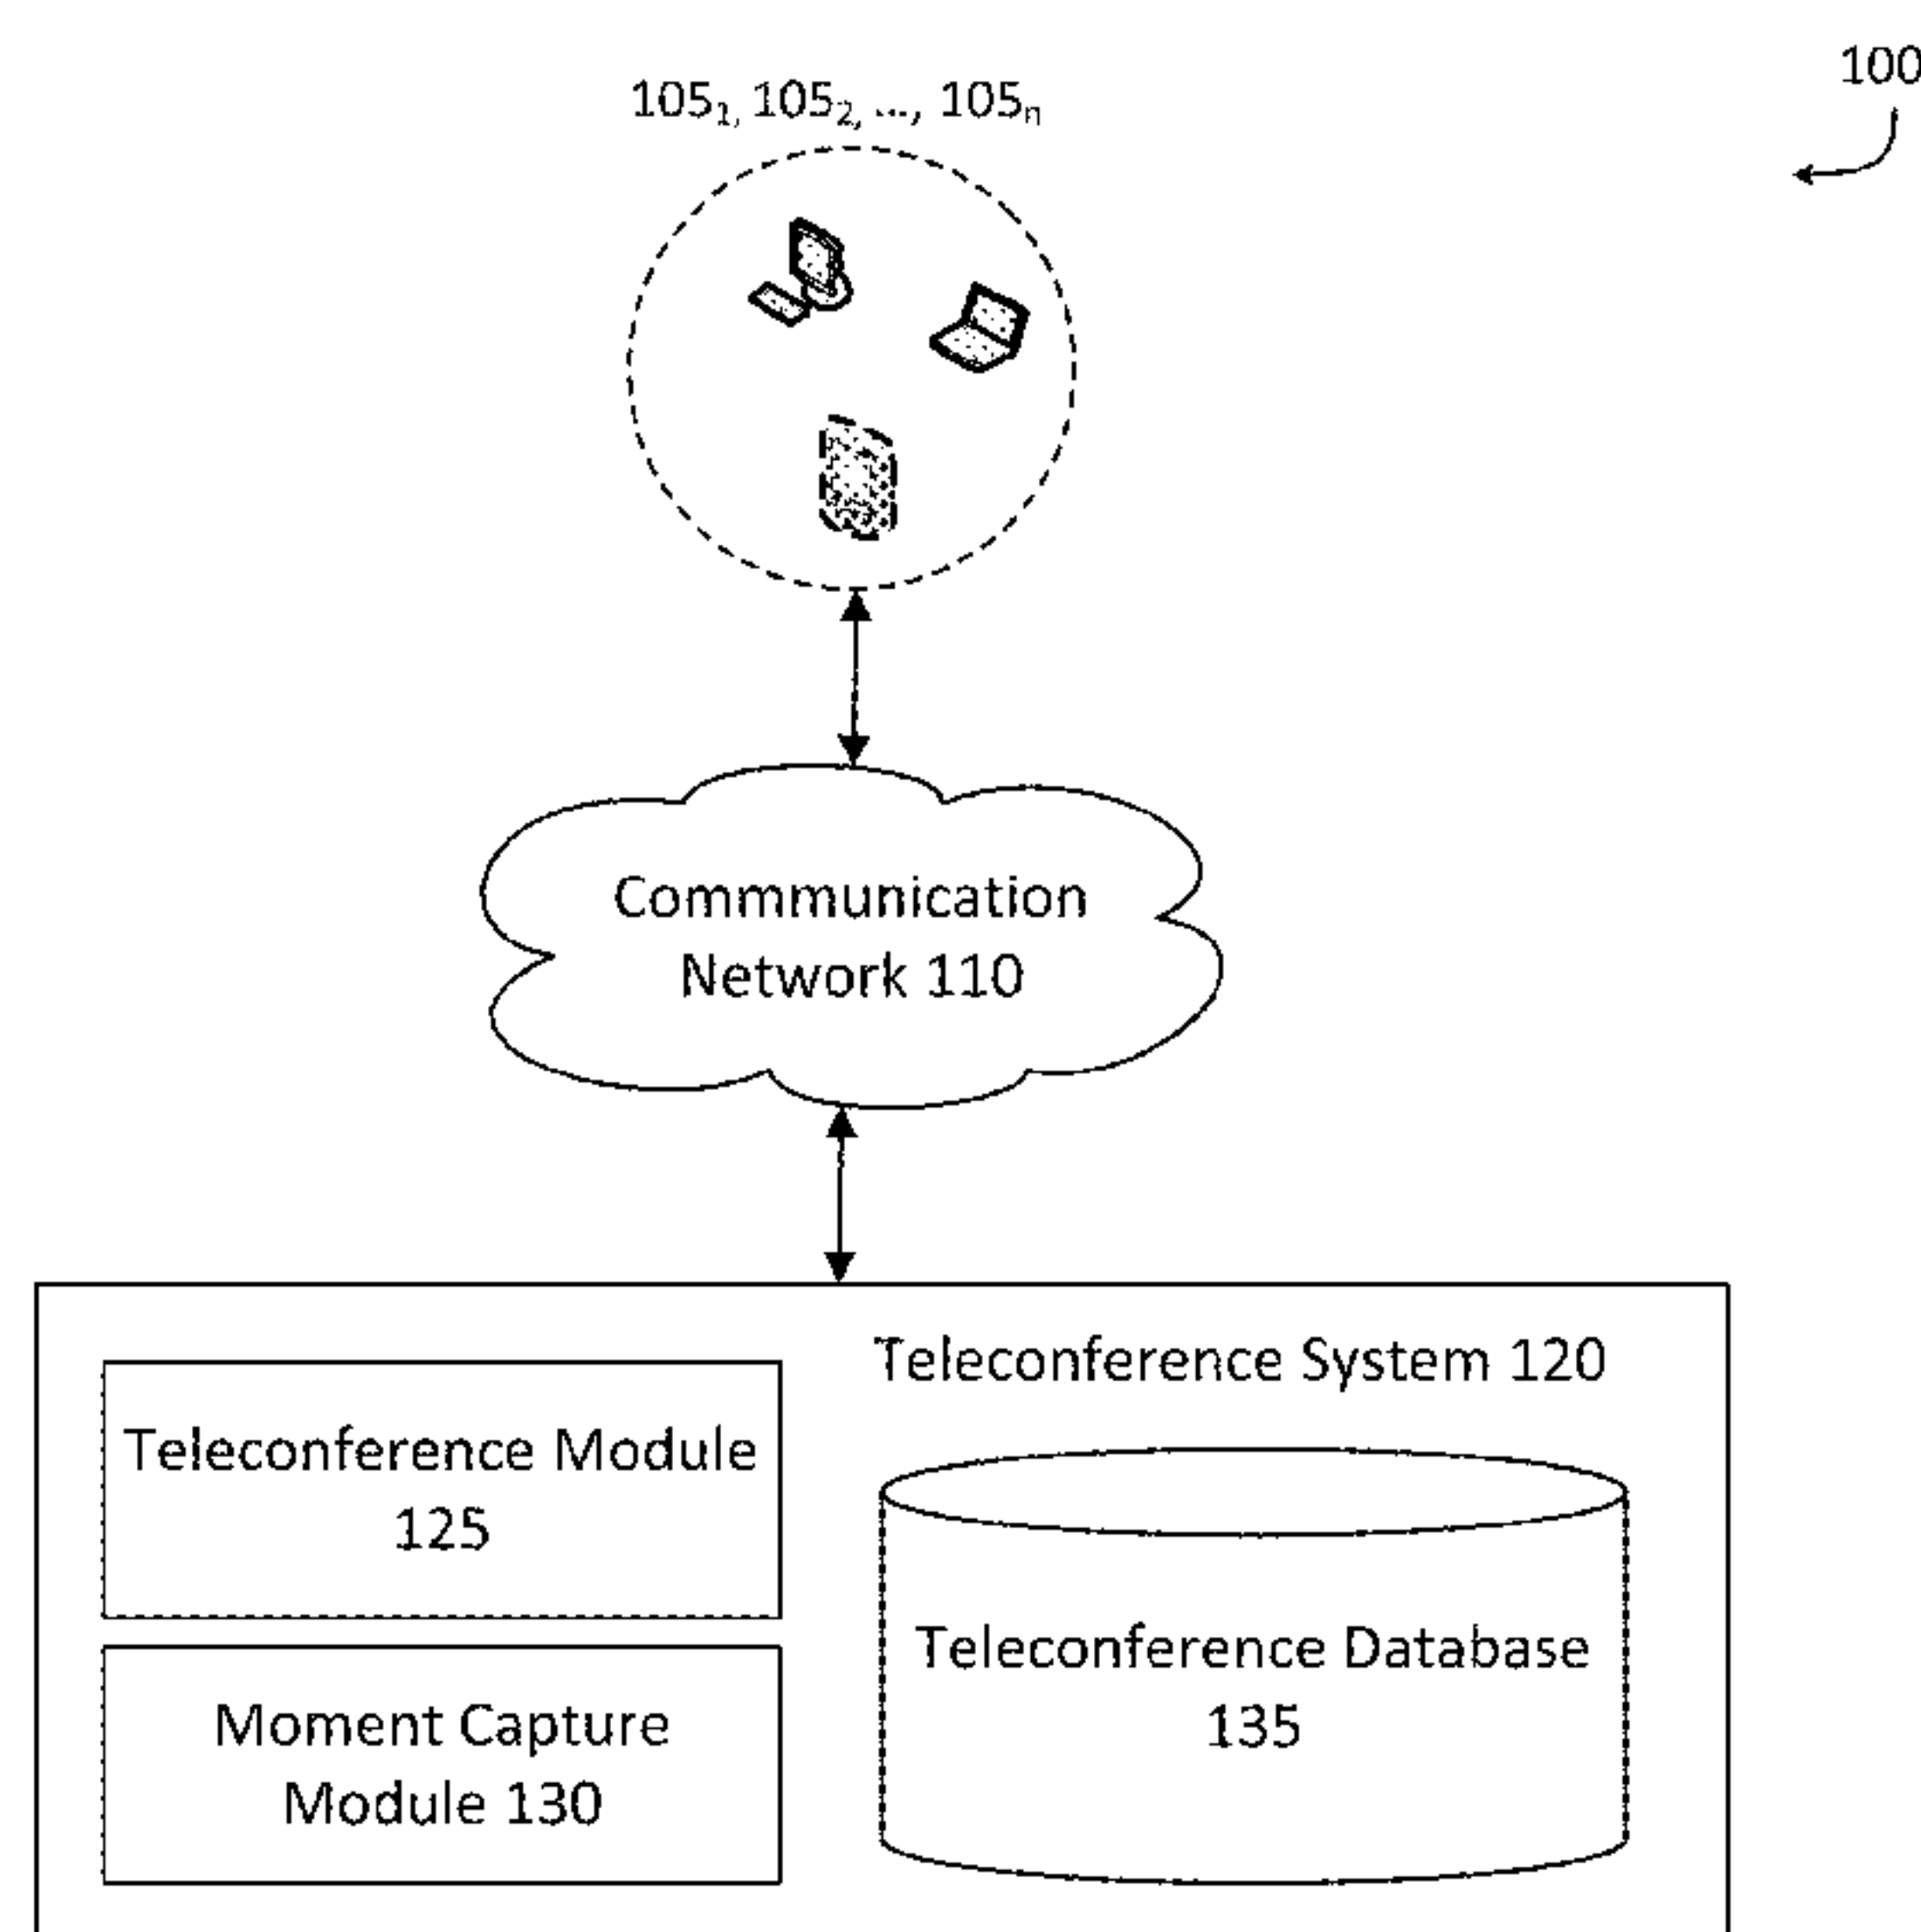 100
105₁, 105₂, ..., 105ₙ
Commmunication
Network 110
Teleconference System 120
Teleconference Module
125
Teleconference Database
135
Moment Capture
Module 130